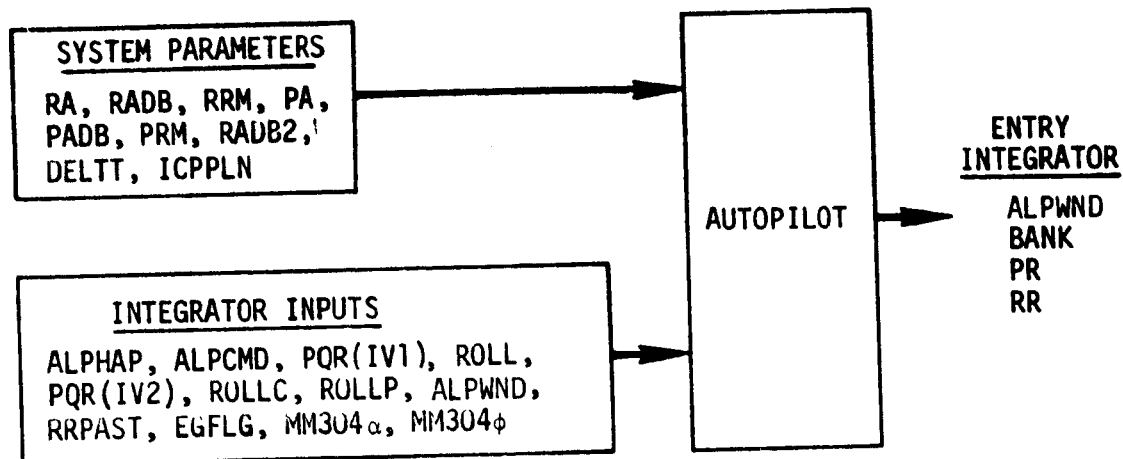 SYSTEM PARAMETERS
RA, RADB, RRM, PA,
PADB, PRM, RADB2,
DELTT, ICPPLN
INTEGRATOR INPUTS
ALPHAP, ALPCMD, PQR(IV1), ROLL,
PQR(IV2), ROLLC, ROLLP, ALPWND,
RRPAST, EGFLG, MM304α, MM304φ
AUTOPILOT
ENTRY
INTEGRATOR
ALPWND
BANK
PR
RR